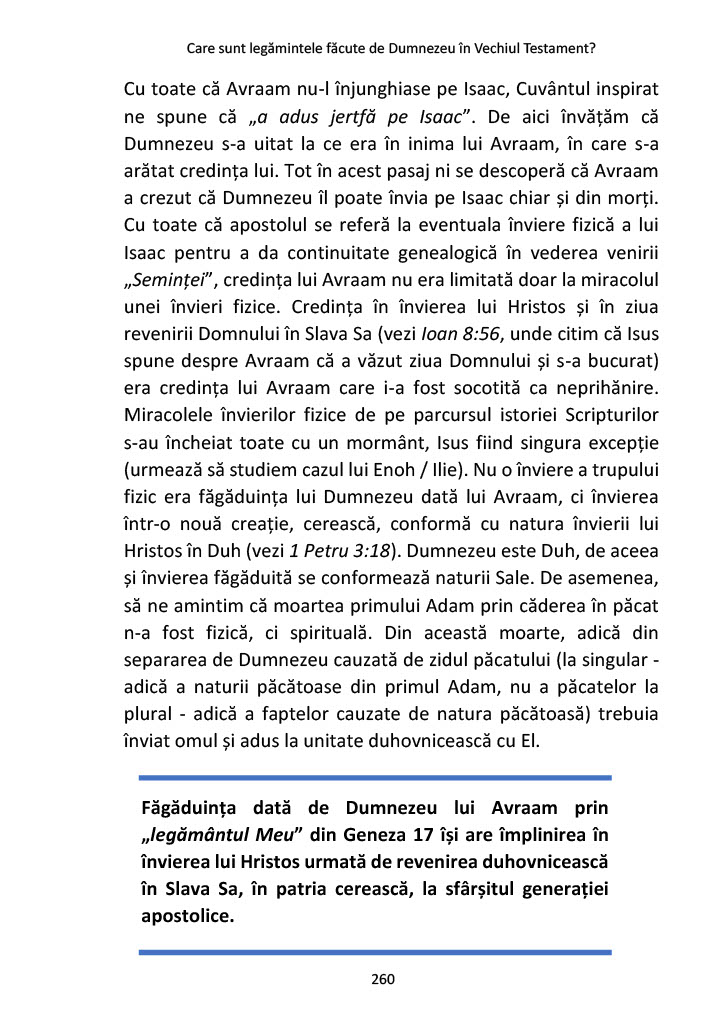 Care sunt legămintele făcute de Dumnezeu în Vechiul Testament?
Cu toate că Avraam nu-l înjunghiase pe Isaac, Cuvântul inspirat
ne spune că „a adus jertfă pe Isaac”. De aici învățăm că
Dumnezeu s-a uitat la ce era în inima lui Avraam, în care s-a
arătat credința lui. Tot în acest pasaj ni se descoperă că Avraam
a crezut că Dumnezeu îl poate învia pe Isaac chiar și din morți.
Cu toate că apostolul se referă la eventuala înviere fizică a lui
Isaac pentru a da continuitate genealogică în vederea venirii
„Seminței”, credința lui Avraam nu era limitată doar la miracolul
unei învieri fizice. Credința în învierea lui Hristos și în ziua
revenirii Domnului în Slava Sa (vezi Ioan 8:56, unde citim că Isus
spune despre Avraam că a văzut ziua Domnului și s-a bucurat)
era credința lui Avraam care i-a fost socotită ca neprihănire.
Miracolele învierilor fizice de pe parcursul istoriei Scripturilor
s-au încheiat toate cu un mormânt, Isus fiind singura excepție
(urmează să studiem cazul lui Enoh / Ilie). Nu o înviere a trupului
fizic era făgăduința lui Dumnezeu dată lui Avraam, ci învierea
într-o nouă creație, cerească, conformă cu natura învierii lui
Hristos în Duh (vezi 1 Petru 3:18). Dumnezeu este Duh, de aceea
și învierea făgăduită se conformează naturii Sale. De asemenea,
să ne amintim că moartea primului Adam prin căderea în păcat
n-a fost fizică, ci spirituală. Din această moarte, adică din
separarea de Dumnezeu cauzată de zidul păcatului (la singular -
adică a naturii păcătoase din primul Adam, nu a păcatelor la
plural - adică a faptelor cauzate de natura păcătoasă) trebuia
înviat omul și adus la unitate duhovnicească cu El.
Făgăduința dată de Dumnezeu lui Avraam prin
„legământul Meu” din Geneza 17 își are împlinirea în
învierea lui Hristos urmată de revenirea duhovnicească
în Slava Sa, în patria cerească, la sfârșitul generației
apostolice.
260